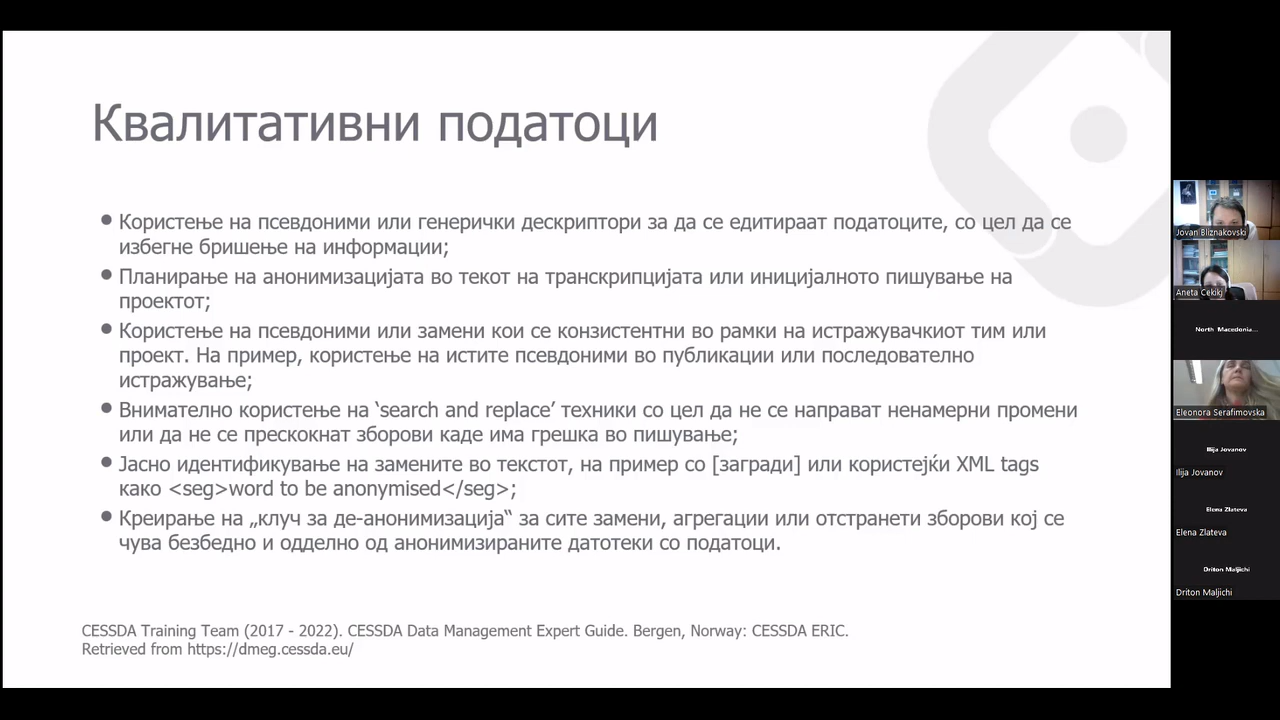 Квалитативни податоци
• Користење на псевдоними или генерички дескриптори за да се едитираат податоците, со цел да се
избегне бришење на информации;
• Планирање на анонимизацијата во текот на транскрипцијата или иницијалното пишување на
проектот;
• Користење на псевдоними или замени кои се конзистентни во рамки на истражувачкиот тим или
проект. На пример, користење на истите псевдоними во публикации или последователно
истражување;
• Внимателно користење на ‘search and replace’ техники со цел да не се направат ненамерни промени
или да не се прескокнат зборови каде има грешка во пишување;
• Јасно идентификување на замените во текстот, на пример со [загради] или користејќи XML tags
како <seg>word to be anonymised</seg>;
• Креирање на „клуч за де-анонимизација“ за сите замени, агрегации или отстранети зборови кој се
чува безбедно и одделно од анонимизираните датотеки со податоци.
CESSDA Training Team (2017 - 2022). CESSDA Data Management Expert Guide. Bergen, Norway: CESSDA ERIC.
Retrieved from https://dmeg.cessda.eu/
Jovan Bliznakovski
Aneta Cekikj
North Macedonia...
Eleonora Serafimovska
Ilija Jovanov
Ilija Jovanov
Elena Zlateva
Elena Zlateva
Driton Maljichi
Driton Maljichi